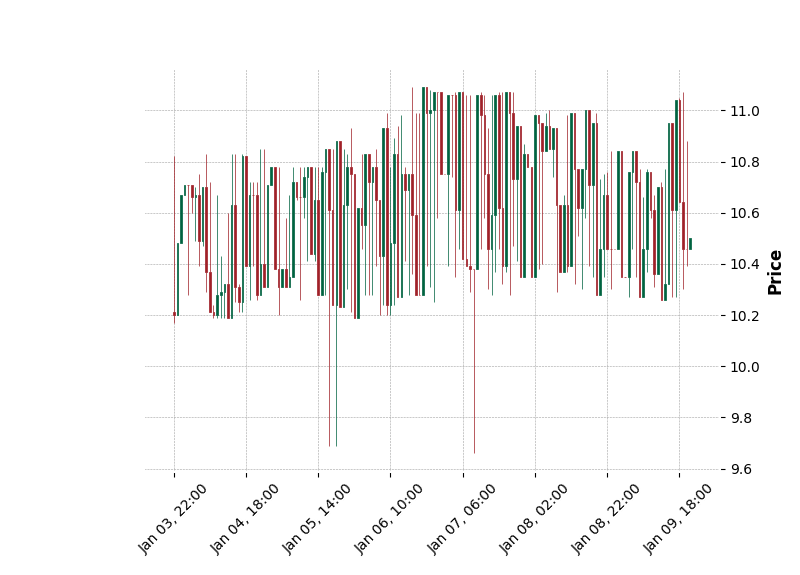 11.0
10.8
10.6
10.4
10.2
10.0
9.8
9.6
Price
Jan 03, 22:00
Jan 04, 18:00
Jan 05, 14:00
Jan 06, 10:00
Jan 07, 06:00
Jan 08, 02:00
Jan 08, 22:00
Jan 09, 18:00